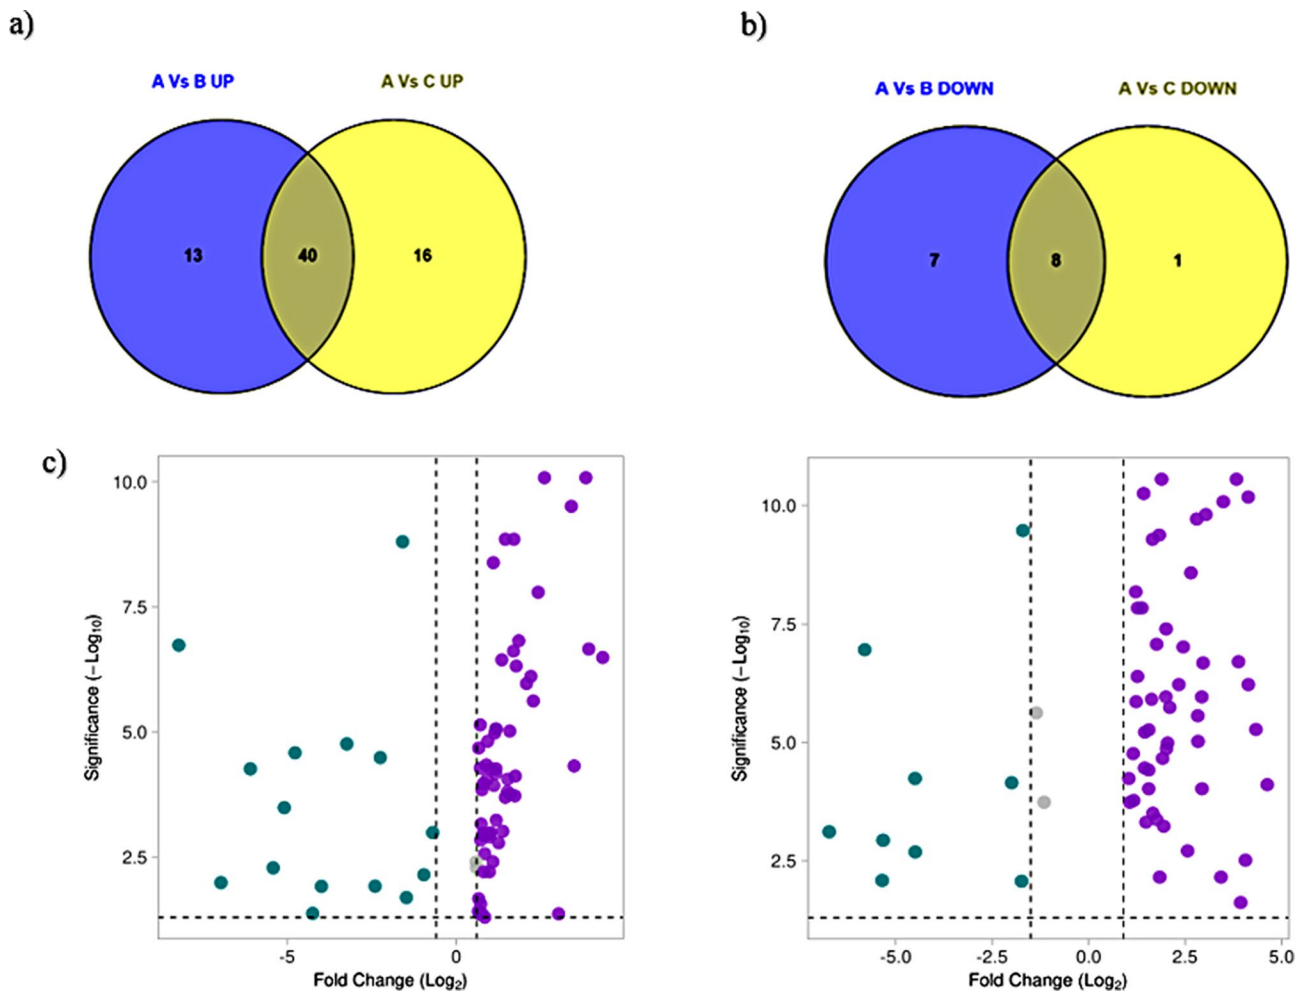 a)
b)
A Vs B UP
A Vs C UP
13
40
16
A Vs B DOWN
A Vs C DOWN
7
8
1
c)
10.0
7.5
5.0
2.5
Significance (−Log₁₀)
-5
0
Fold Change (Log₂)
10.0
7.5
5.0
2.5
Significance (−Log₁₀)
-5.0
-2.5
0.0
2.5
5.0
Fold Change (Log₂)